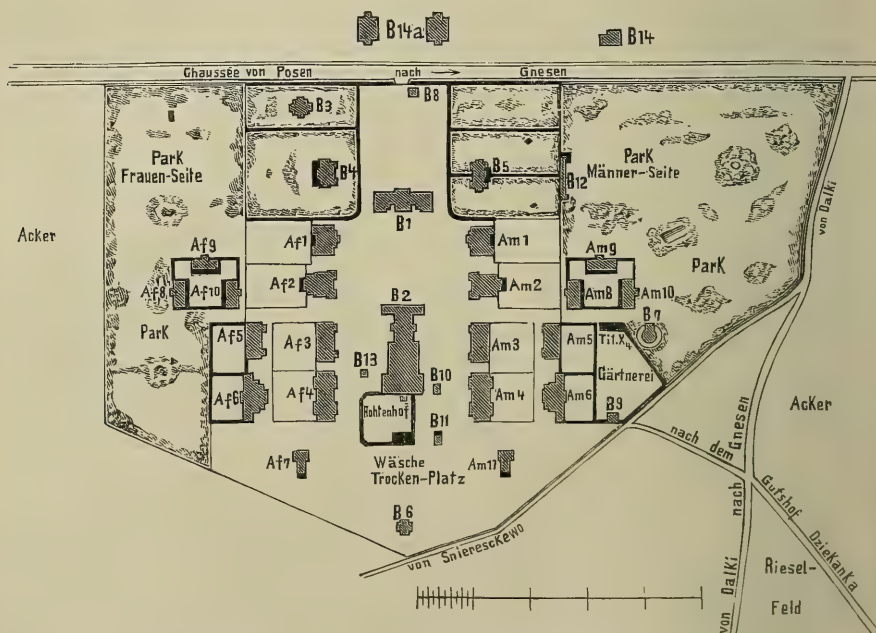 B14a
B14
Chaussée von Posen nach → Gnesen
B3
B8
Park
Frauen-Seite
B4
B5
Park
Männer-Seite
B12
von Dalki
B1
Acker
Af1
Am1
Af9
Am9
Park
Af2
Am2
Af8
Af10
Am8
Am10
B2
B7
Park
Af5
Af3
Am3
Am5
Tit.X4
B13
Gärtnerei
Af6
Af4
B10
Am4
Am6
Acker
Kohlenhof
B11
B9
Af7
Wäsche
Trocken-Platz
Am11
nach dem
Gutshof
Dziekanka
B6
von Snieresckewo
von Dalki nach Gnesen
Riesel-
Feld